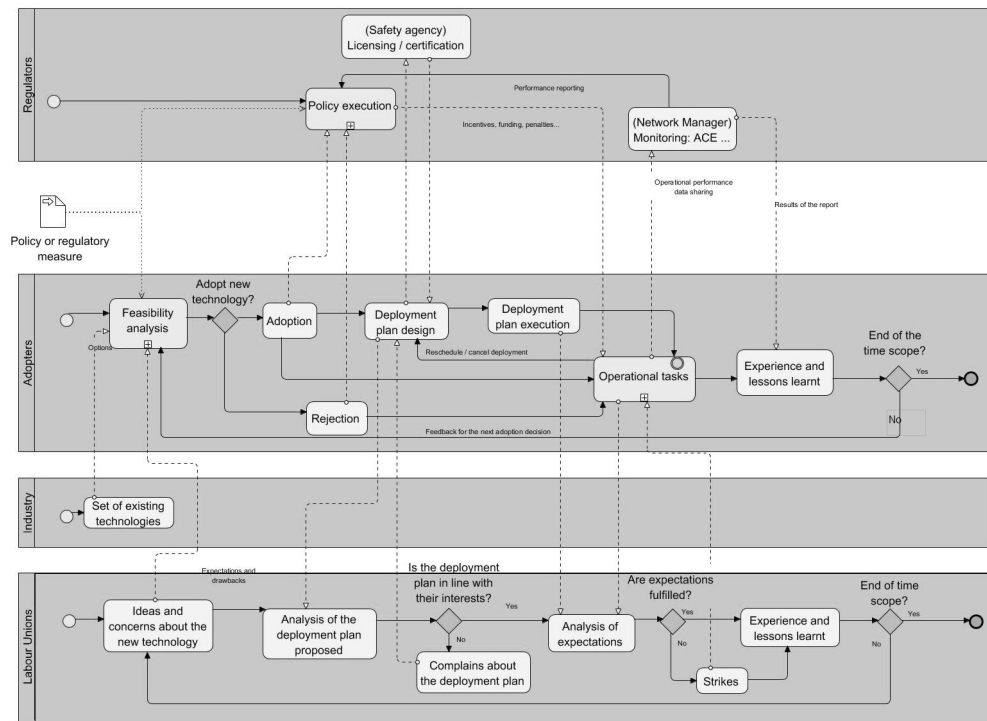 Regulators
(Safety agency)
Licensing / certification
Policy execution
Performance reporting
Incentives, funding, penalties...
(Network Manager)
Monitoring: ACE ...
Policy or regulatory
measure
Operational performance
data sharing
Results of the report
Adopters
Feasibility
analysis
Options
Adopt new
technology?
Adoption
Rejection
Deployment
plan design
Deployment
plan execution
Reschedule / cancel deployment
Operational tasks
Experience and
lessons learnt
End of the
time scope?
Yes
No
Feedback for the next adoption decision
Industry
Set of existing
technologies
Labour Unions
Expectations and
drawbacks
Ideas and
concerns about the
new technology
Analysis of the
deployment plan
proposed
Is the deployment
plan in line with
their interests?
Yes
No
Complains about
the deployment plan
Analysis of
expectations
Are expectations
fulfilled?
Yes
No
Strikes
Experience and
lessons learnt
End of time
scope?
Yes
No